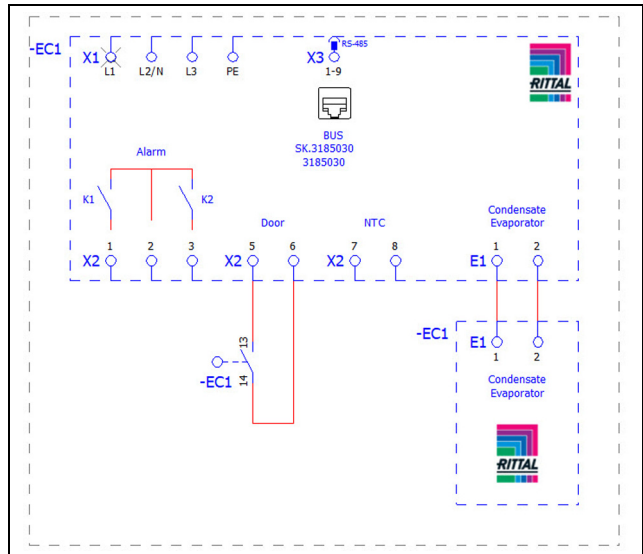 -EC1
X1
L1
L2/N
L3
PE
X3
RS-485
1-9
RITTAL
BUS
SK.3185030
3185030
Alarm
K1
K2
Door
NTC
Condensate
Evaporator
X2
1
2
3
X2
5
6
X2
7
8
E1
1
2
-EC1
E1
1
2
Condensate
Evaporator
RITTAL
13
14
-EC1